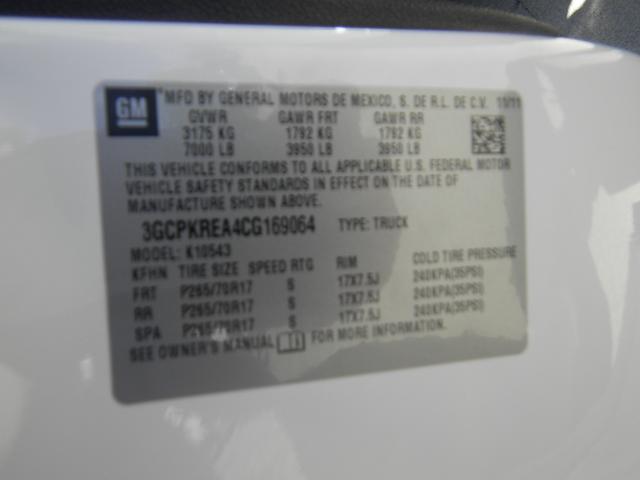 GM
MFD BY GENERAL MOTORS DE MEXICO, S. DE R.L. DE C.V. 10/11
GVWR GAWR FRT GAWR RR
3175 KG 1792 KG 1792 KG
7000 LB 3950 LB 3950 LB
THIS VEHICLE CONFORMS TO ALL APPLICABLE U.S. FEDERAL MOTOR
VEHICLE SAFETY STANDARDS IN EFFECT ON THE DATE OF
MANUFACTURE SHOWN ABOVE.
3GCPKREA4CG169064 TYPE: TRUCK
MODEL: K10543
KFHN TIRE SIZE SPEED RTG RIM COLD TIRE PRESSURE
FRT P265/70R17 S 17X7.5J 240KPA(35PSI)
RR P265/70R17 S 17X7.5J 240KPA(35PSI)
SPA P265/70R17 S 17X7.5J 240KPA(35PSI)
SEE OWNER'S MANUAL FOR MORE INFORMATION.